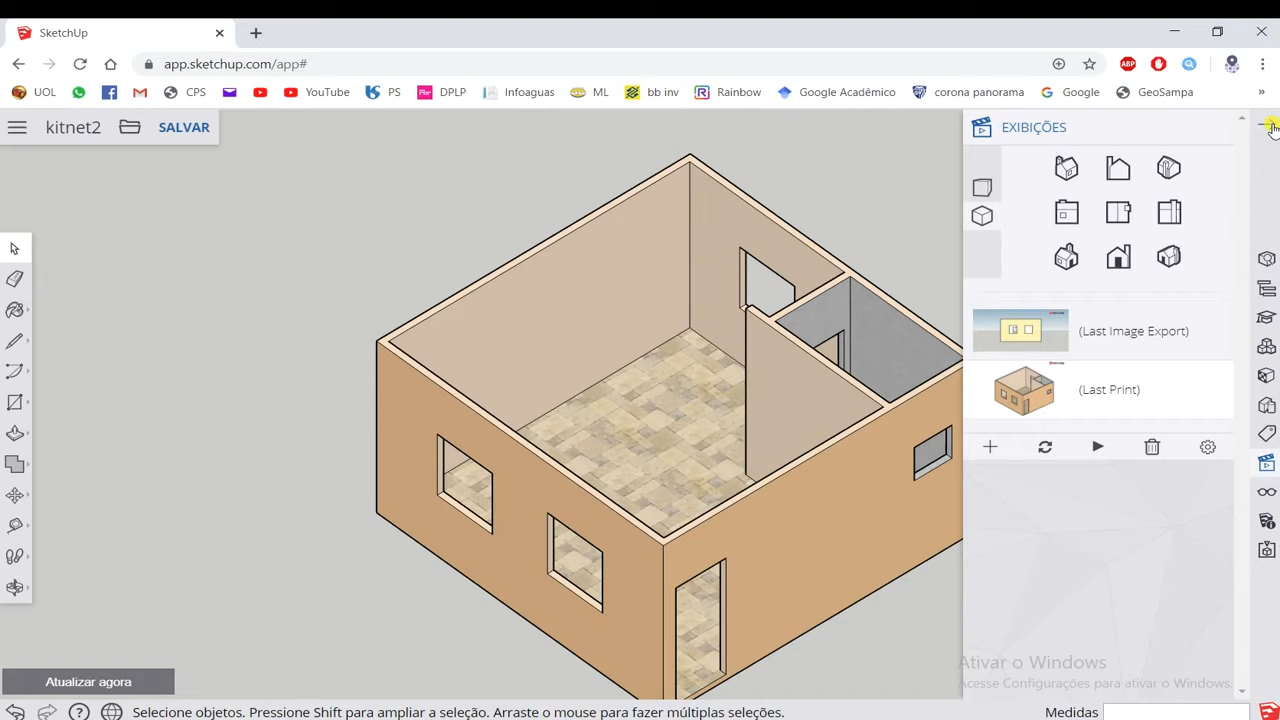 SketchUp
app.sketchup.com/app#
UOL CPS YouTube PS DPLP Infoaguas ML bb inv Rainbow Google Acadêmico corona panorama Google GeoSampa »
kitnet2 SALVAR
EXIBIÇÕES
(Last Image Export)
(Last Print)
Ativar o Windows
Acesse Configurações para ativar o Windows.
Atualizar agora
Selecione objetos. Pressione Shift para ampliar a seleção. Arraste o mouse para fazer múltiplas seleções. Medidas